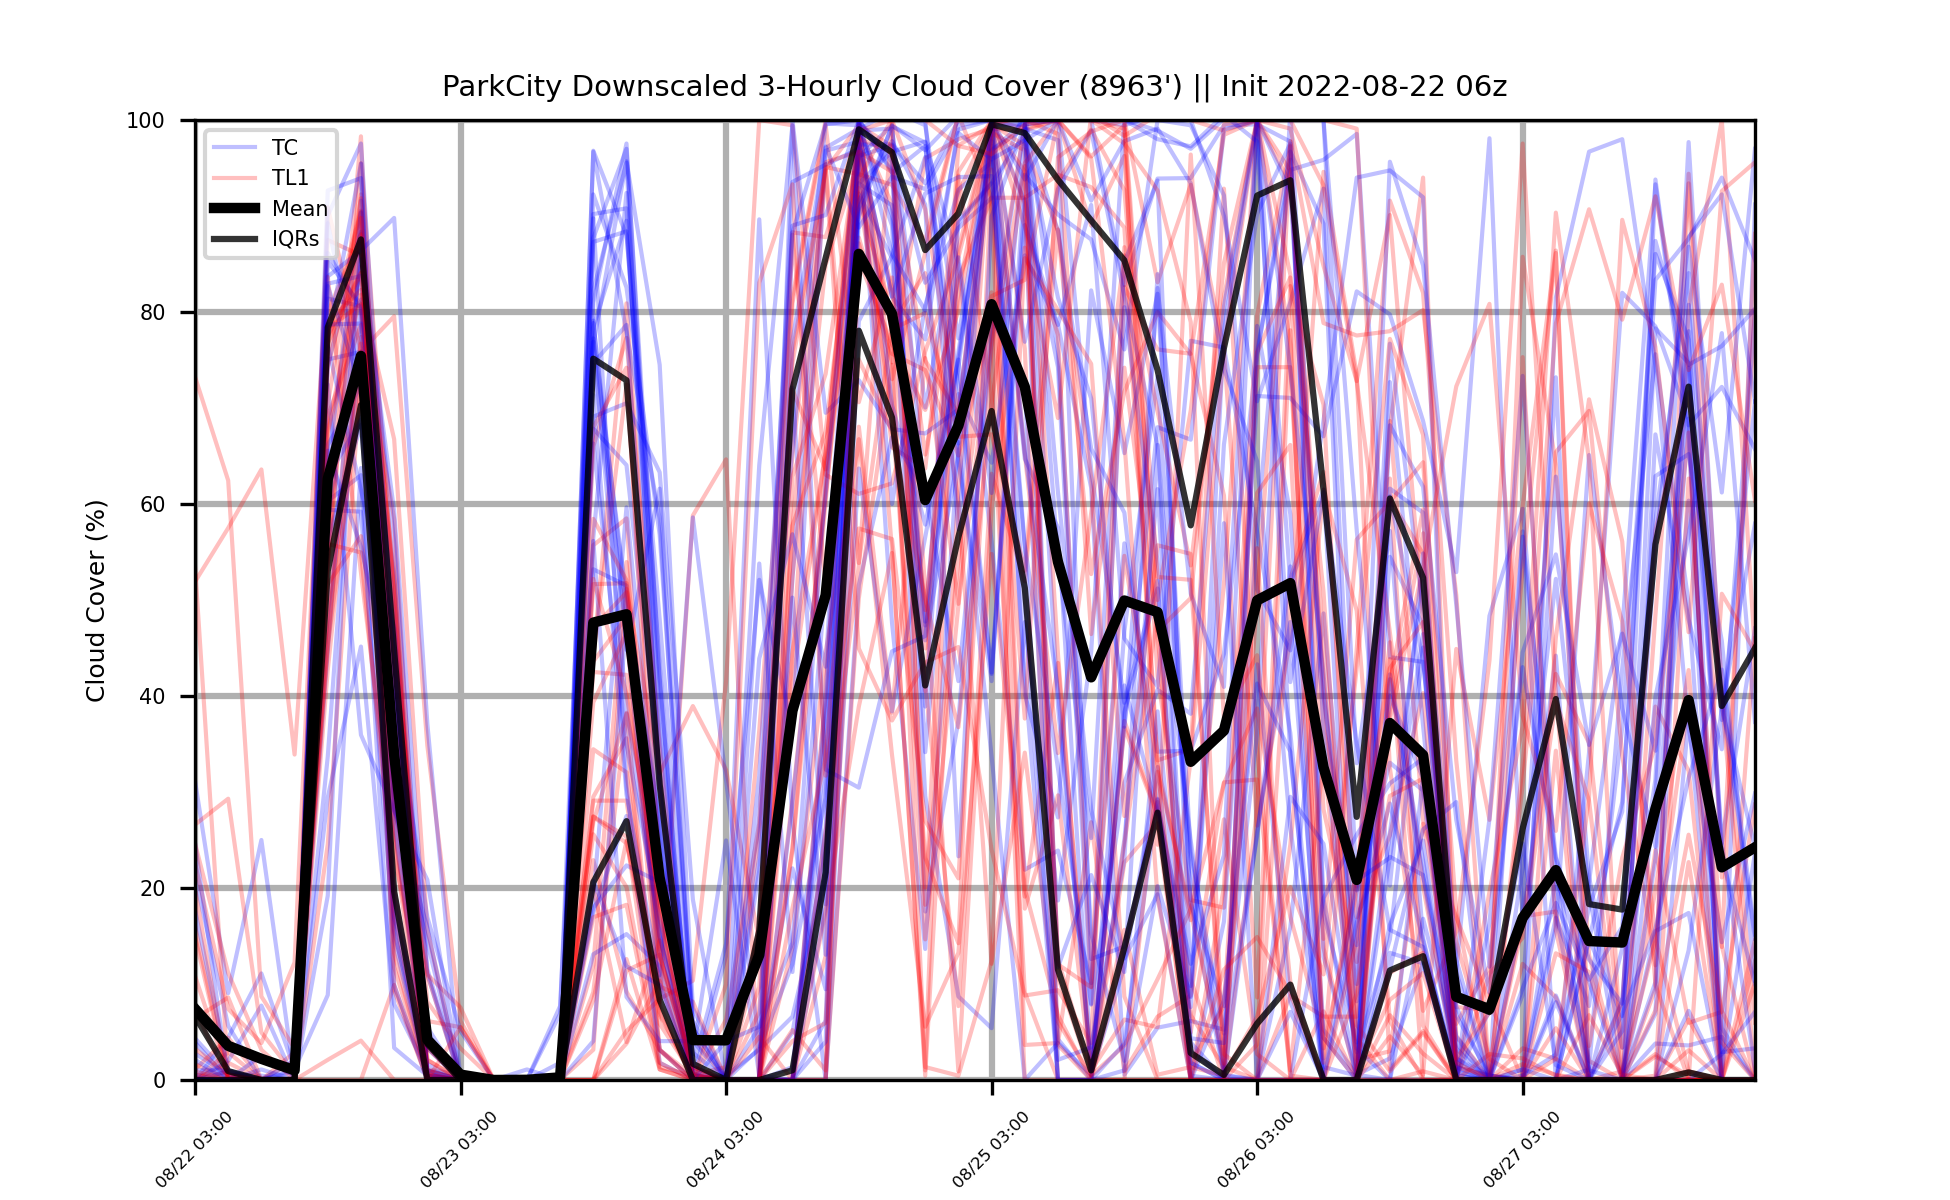 ParkCity Downscaled 3-Hourly Cloud Cover (8963') || Init 2022-08-22 06z
TC
TL1
Mean
IQRs
Cloud Cover (%)
100
80
60
40
20
0
08/22 03:00
08/23 03:00
08/24 03:00
08/25 03:00
08/26 03:00
08/27 03:00